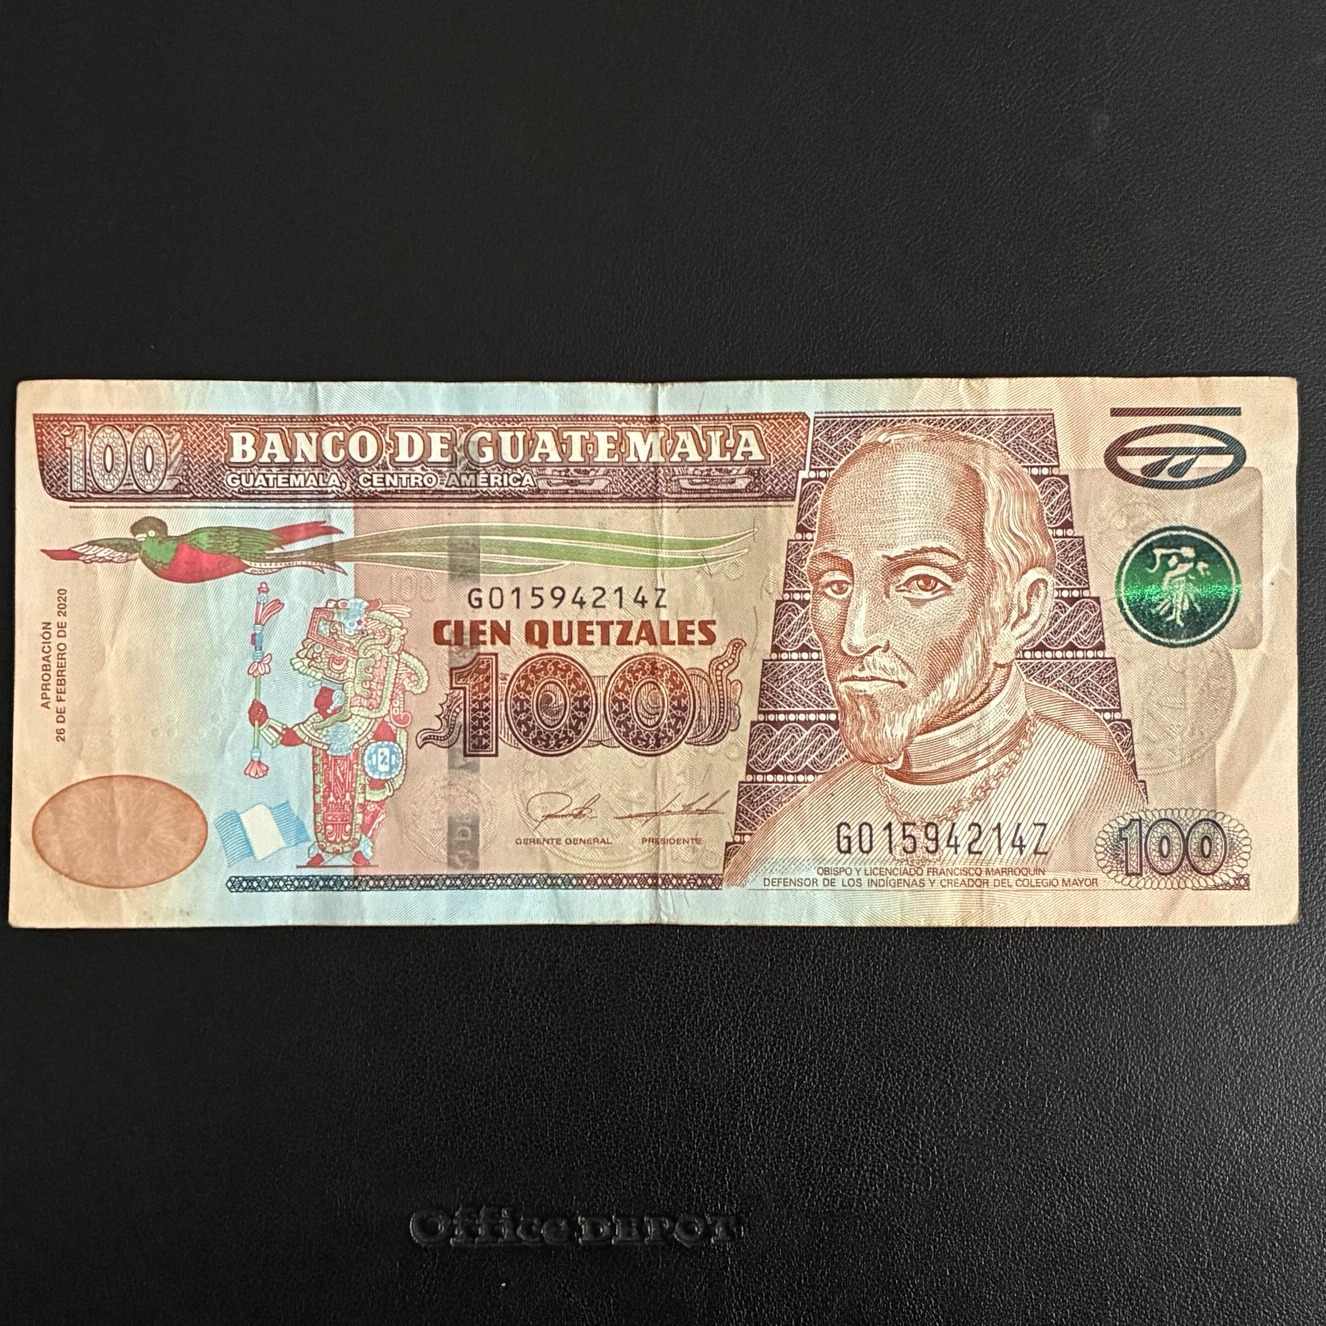 100
BANCO DE GUATEMALA
GUATEMALA, CENTRO AMÉRICA
G01594214Z
CIEN QUETZALES
100
APROBACIÓN
26 DE FEBRERO DE 2020
GERENTE GENERAL PRESIDENTE
G01594214Z
OBISPO Y LICENCIADO FRANCISCO MARROQUÍN
DEFENSOR DE LOS INDÍGENAS Y CREADOR DEL COLEGIO MAYOR
100
Office DEPOT